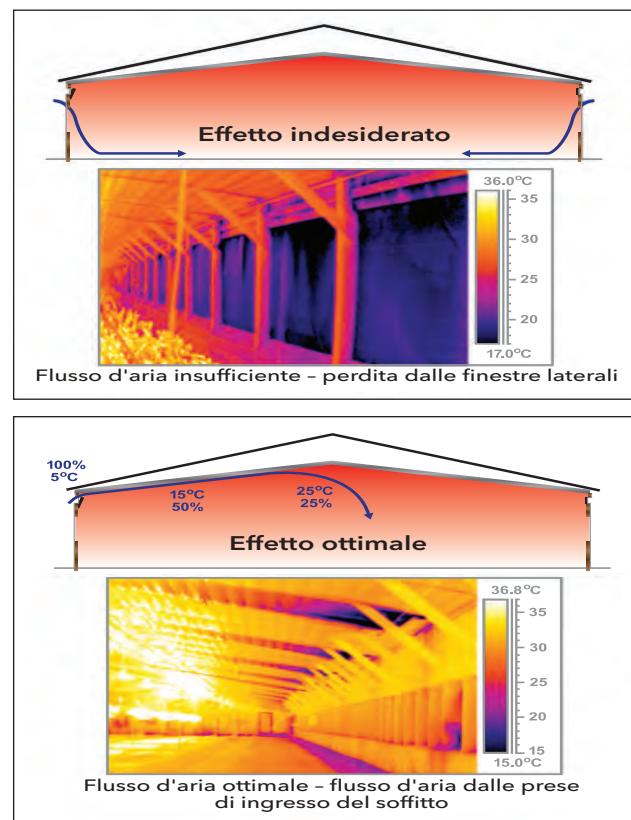 Effetto indesiderato
36.0°C
35
30
25
20
17.0°C
Flusso d'aria insufficiente – perdita dalle finestre laterali
100%
5°C
15°C
50%
25°C
25%
Effetto ottimale
36.8°C
35
30
25
20
15
15.0°C
Flusso d'aria ottimale – flusso d'aria dalle prese
di ingresso del soffitto